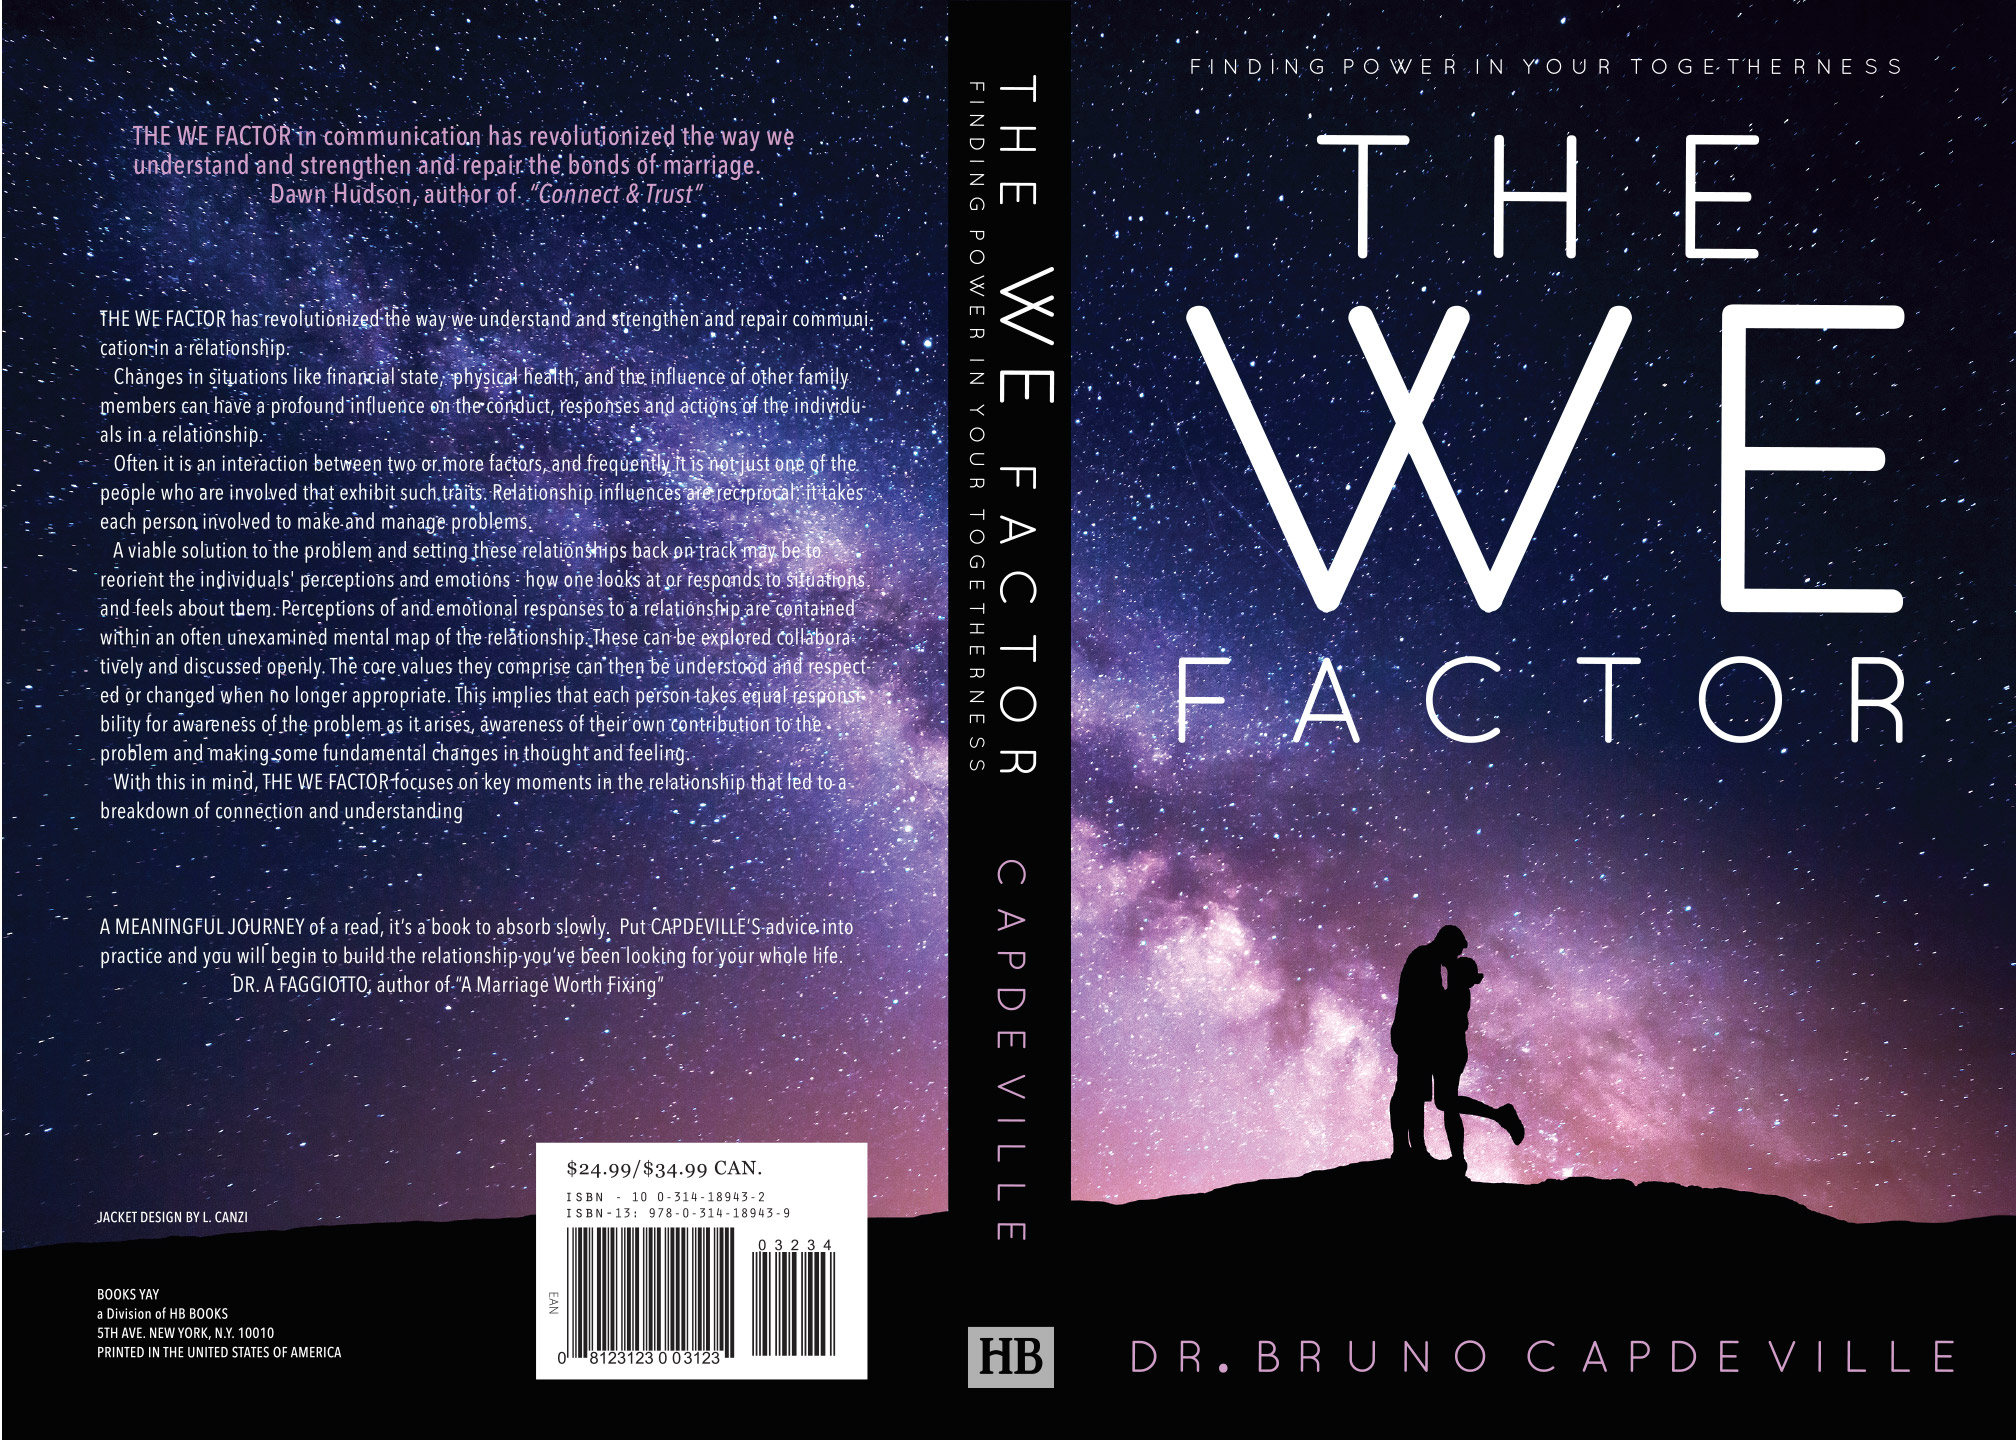 THE WE FACTOR in communication has revolutionized the way we
understand and strengthen and repair the bonds of marriage.
Dawn Hudson, author of "Connect & Trust"
THE WE FACTOR has revolutionized the way we understand and strengthen and repair communi-
cation in a relationship.
Changes in situations like financial state, physical health, and the influence of other family
members can have a profound influence on the conduct, responses and actions of the individu-
als in a relationship.
Often it is an interaction between two or more factors, and frequently it is not just one of the
people who are involved that exhibit such traits. Relationship influences are reciprocal: it takes
each person involved to make and manage problems.
A viable solution to the problem and setting these relationships back on track may be to
reorient the individuals' perceptions and emotions - how one looks at or responds to situations
and feels about them. Perceptions of and emotional responses to a relationship are contained
within an often unexamined mental map of the relationship. These can be explored collabora-
tively and discussed openly. The core values they comprise can then be understood and respect-
ed or changed when no longer appropriate. This implies that each person takes equal responsi-
bility for awareness of the problem as it arises, awareness of their own contribution to the
problem and making some fundamental changes in thought and feeling.
With this in mind, THE WE FACTOR focuses on key moments in the relationship that led to a
breakdown of connection and understanding
A MEANINGFUL JOURNEY of a read, it's a book to absorb slowly. Put CAPDEVILLE'S advice into
practice and you will begin to build the relationship you've been looking for your whole life.
DR. A FAGGIOTTO, author of "A Marriage Worth Fixing"
JACKET DESIGN BY L. CANZI
BOOKS YAY
a Division of HB BOOKS
5TH AVE. NEW YORK, N.Y. 10010
PRINTED IN THE UNITED STATES OF AMERICA
$24.99/$34.99 CAN.
ISBN - 10 0-314-18943-2
ISBN-13: 978-0-314-18943-9
03234
EAN
0 8123123 003123
THE WE FACTOR CAPDEVILLE
FINDING POWER IN YOUR TOGETHERNESS
HB
FINDING POWER IN YOUR TOGETHERNESS
THE
WE
FACTOR
DR. BRUNO CAPDEVILLE